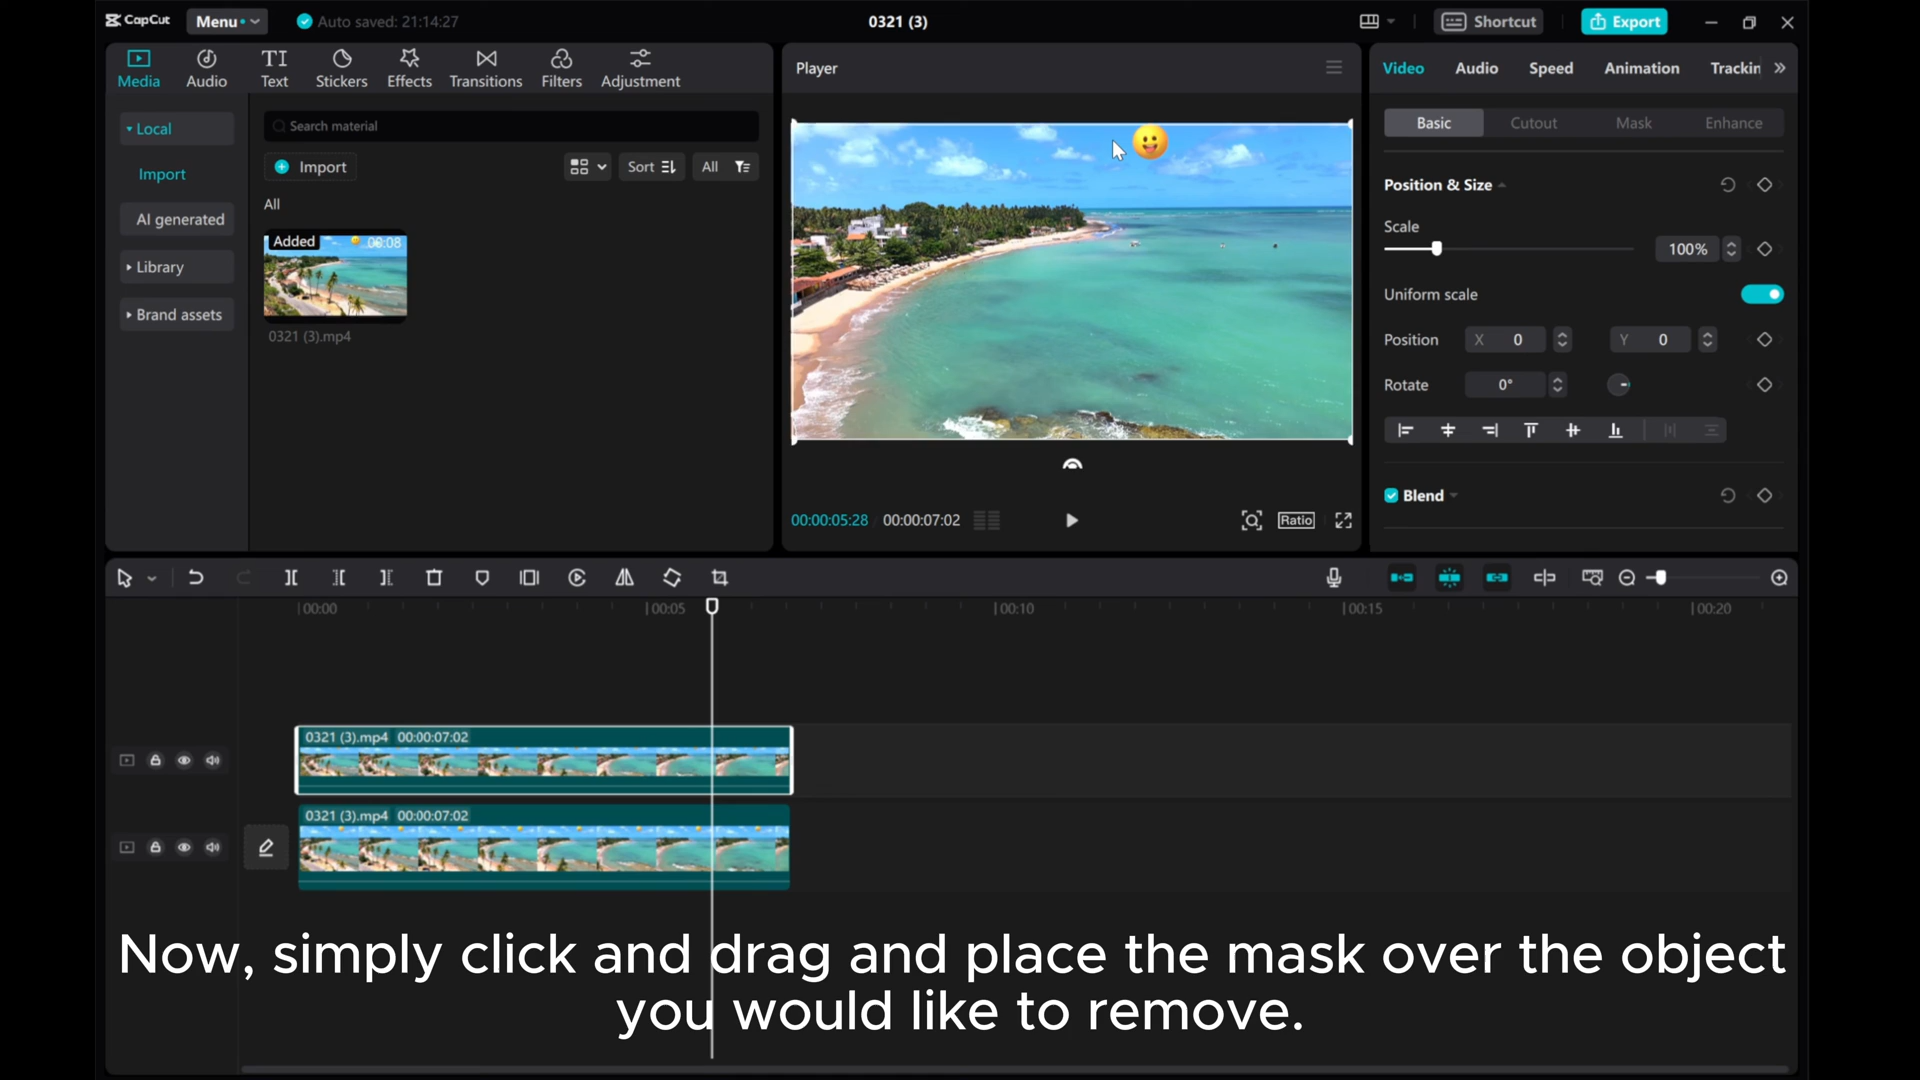 CapCut Menu Auto saved: 21:14:27 0321 (3) Shortcut Export
Media Audio Text Stickers Effects Transitions Filters Adjustment
Local
Import
AI generated
Library
Brand assets
Search material
Import Sort All
All
Added 00:08
0321 (3).mp4
Player
00:00:05:28 00:00:07:02 Ratio
Video Audio Speed Animation Trackin
Basic Cutout Mask Enhance
Position & Size
Scale
100%
Uniform scale
Position X 0 Y 0
Rotate 0°
Blend
00:00 00:05 00:10 00:15 00:20
0321 (3).mp4 00:00:07:02
0321 (3).mp4 00:00:07:02
Now, simply click and drag and place the mask over the object
you would like to remove.